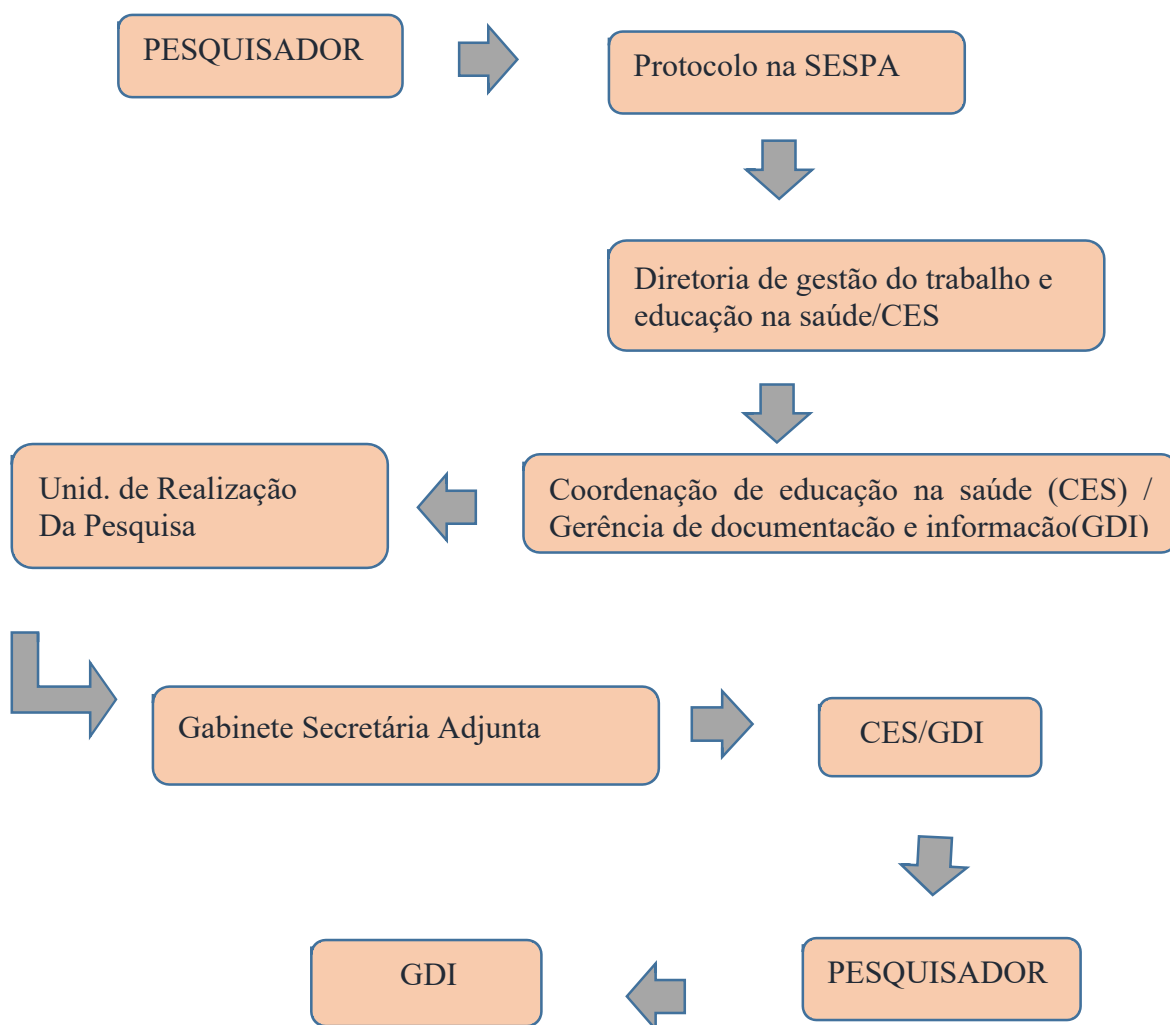 PESQUISADOR
Protocolo na SESPA
Diretoria de gestão do trabalho e
educação na saúde/CES
Coordenação de educação na saúde (CES) /
Gerência de documentação e informação(GDI)
Unid. de Realização
Da Pesquisa
Gabinete Secretária Adjunta
CES/GDI
PESQUISADOR
GDI